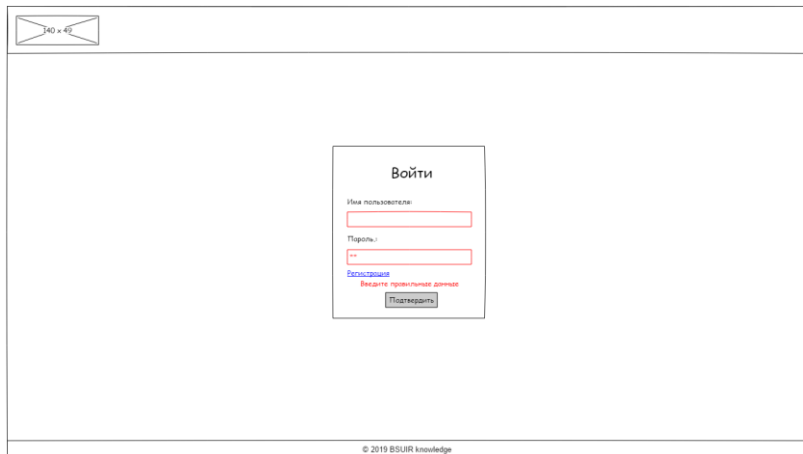 140 x 49
Войти
Имя пользователя:
Пароль:
**
Регистрация
Введите правильные данные
Подтвердить
© 2019 BSUIR knowledge